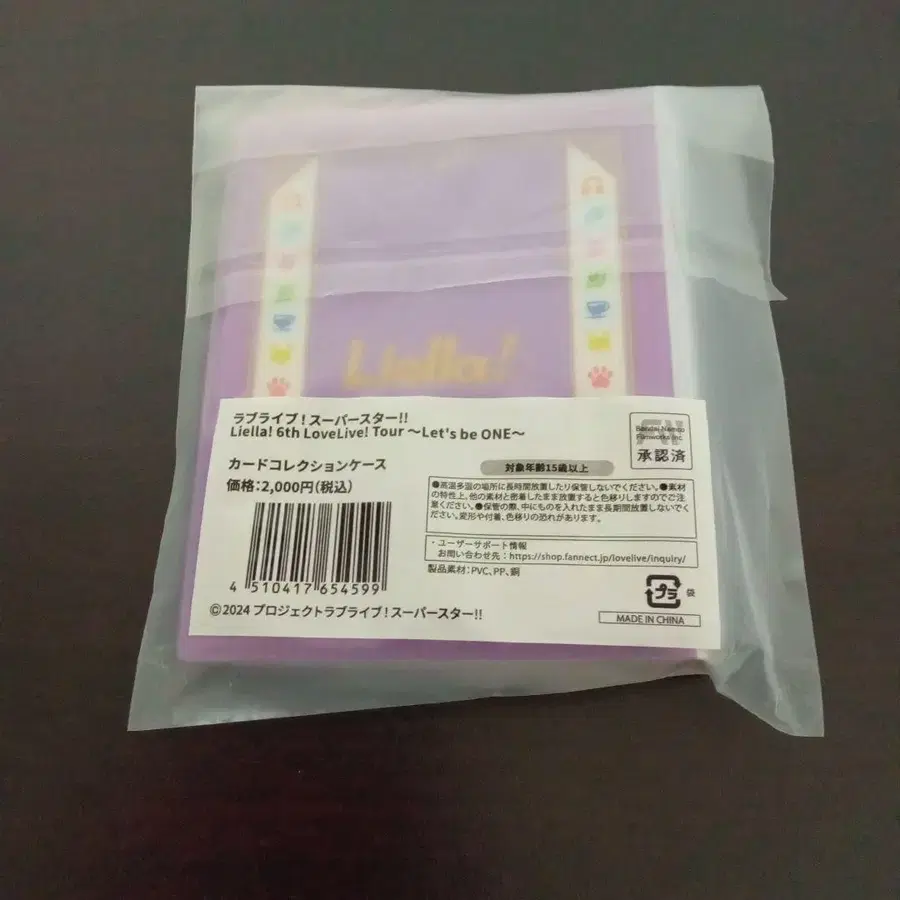 Liella!
ラブライブ！スーパースター!!
Liella! 6th LoveLive! Tour ～Let's be ONE～
カードコレクションケース
価格:2,000円(税込)
4 510417 654599
©2024 プロジェクトラブライブ！スーパースター!!
Bandai Namco
Filmworks Inc.
承認済
対象年齢15歳以上
●高温多湿の場所に長時間放置したり保管しないでください。●素材
の特性上、他の素材と密着したまま放置すると色移りしますのでご注
意ください。●保管の際、中にものを入れたまま長期間放置しないでく
ださい。変形や付着、色移りの恐れがあります。
・ユーザーサポート情報
お問い合わせ先：https://shop.fannect.jp/lovelive/inquiry/
製品素材:PVC、PP、銅
プラ 袋
MADE IN CHINA